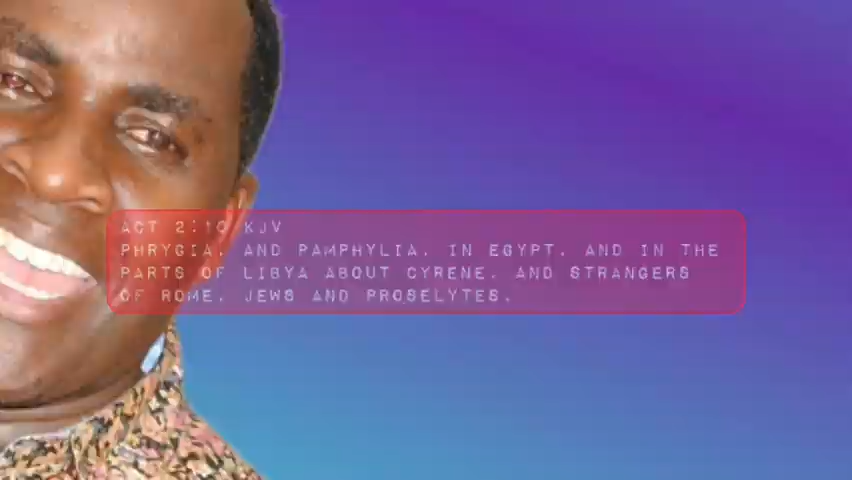 ACT 2:10 KJV
PHRYGIA, AND PAMPHYLIA, IN EGYPT, AND IN THE
PARTS OF LIBYA ABOUT CYRENE, AND STRANGERS
OF ROME, JEWS AND PROSELYTES,